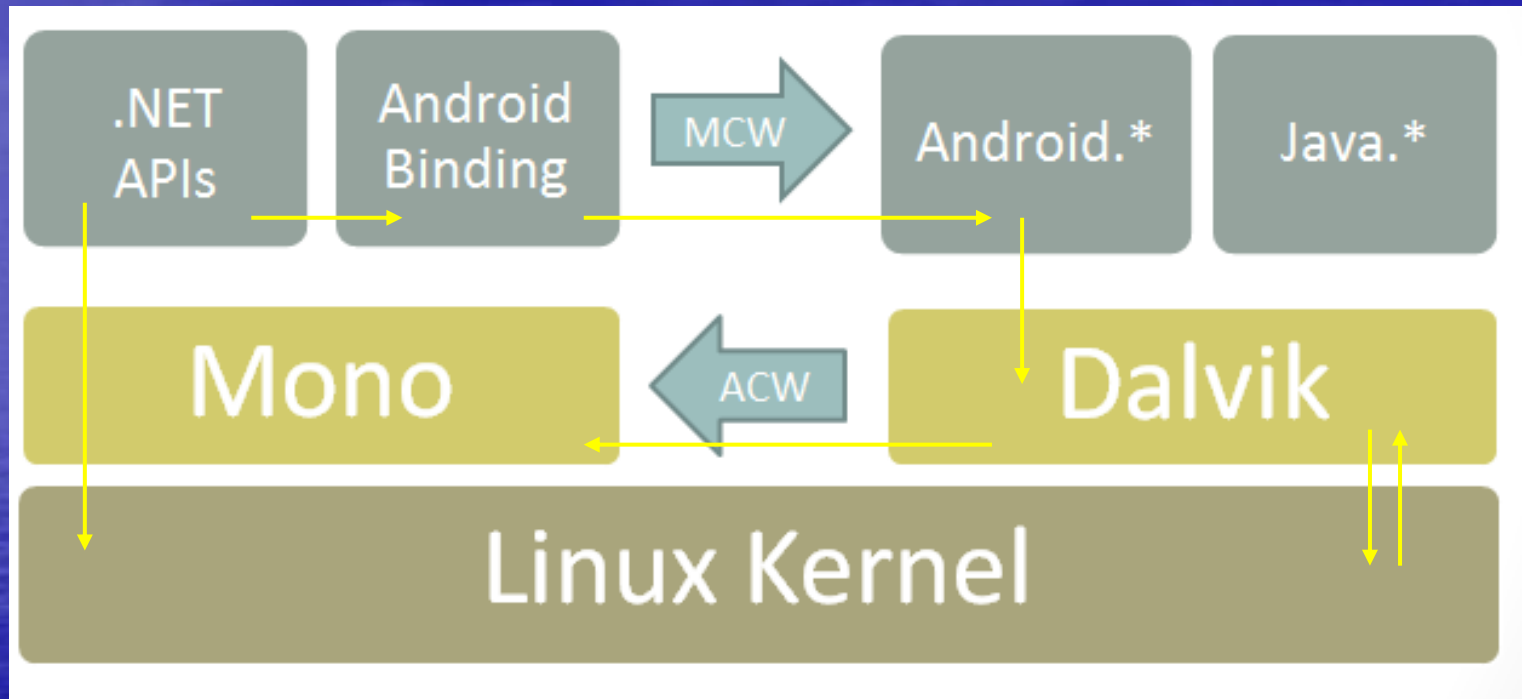 .NET
APIs
Android
Binding
MCW
Android.*
Java.*
Mono
ACW
Dalvik
Linux Kernel